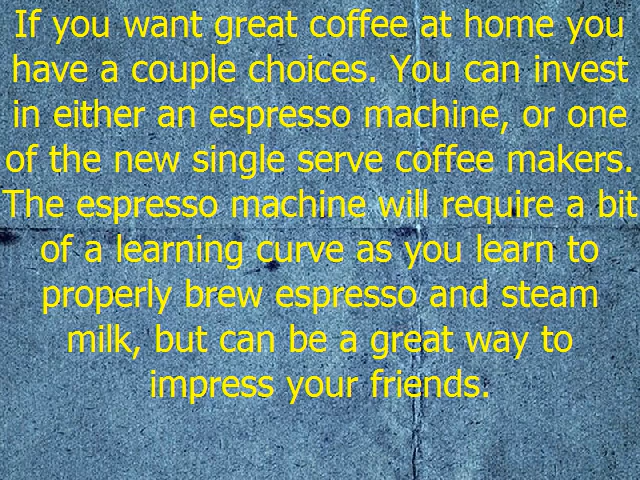 If you want great coffee at home you
have a couple choices. You can invest
in either an espresso machine, or one
of the new single serve coffee makers.
The espresso machine will require a bit
of a learning curve as you learn to
properly brew espresso and steam
milk, but can be a great way to
impress your friends.